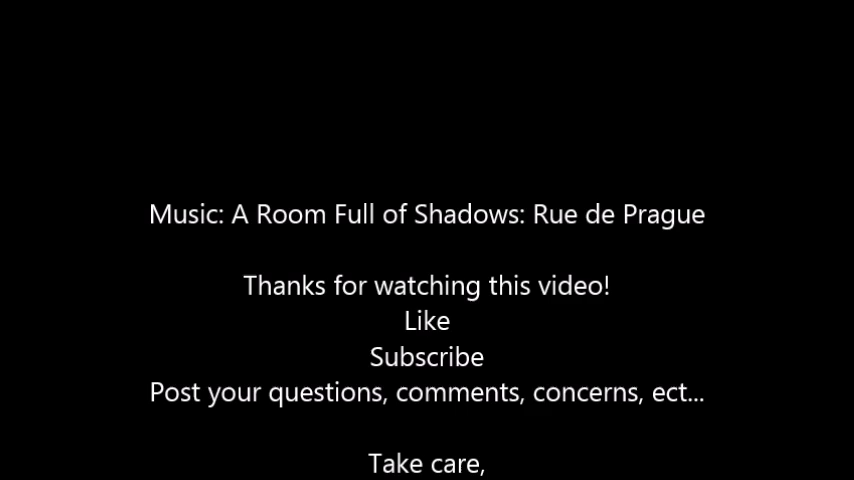 Music: A Room Full of Shadows: Rue de Prague
Thanks for watching this video!
Like
Subscribe
Post your questions, comments, concerns, ect...
Take care,